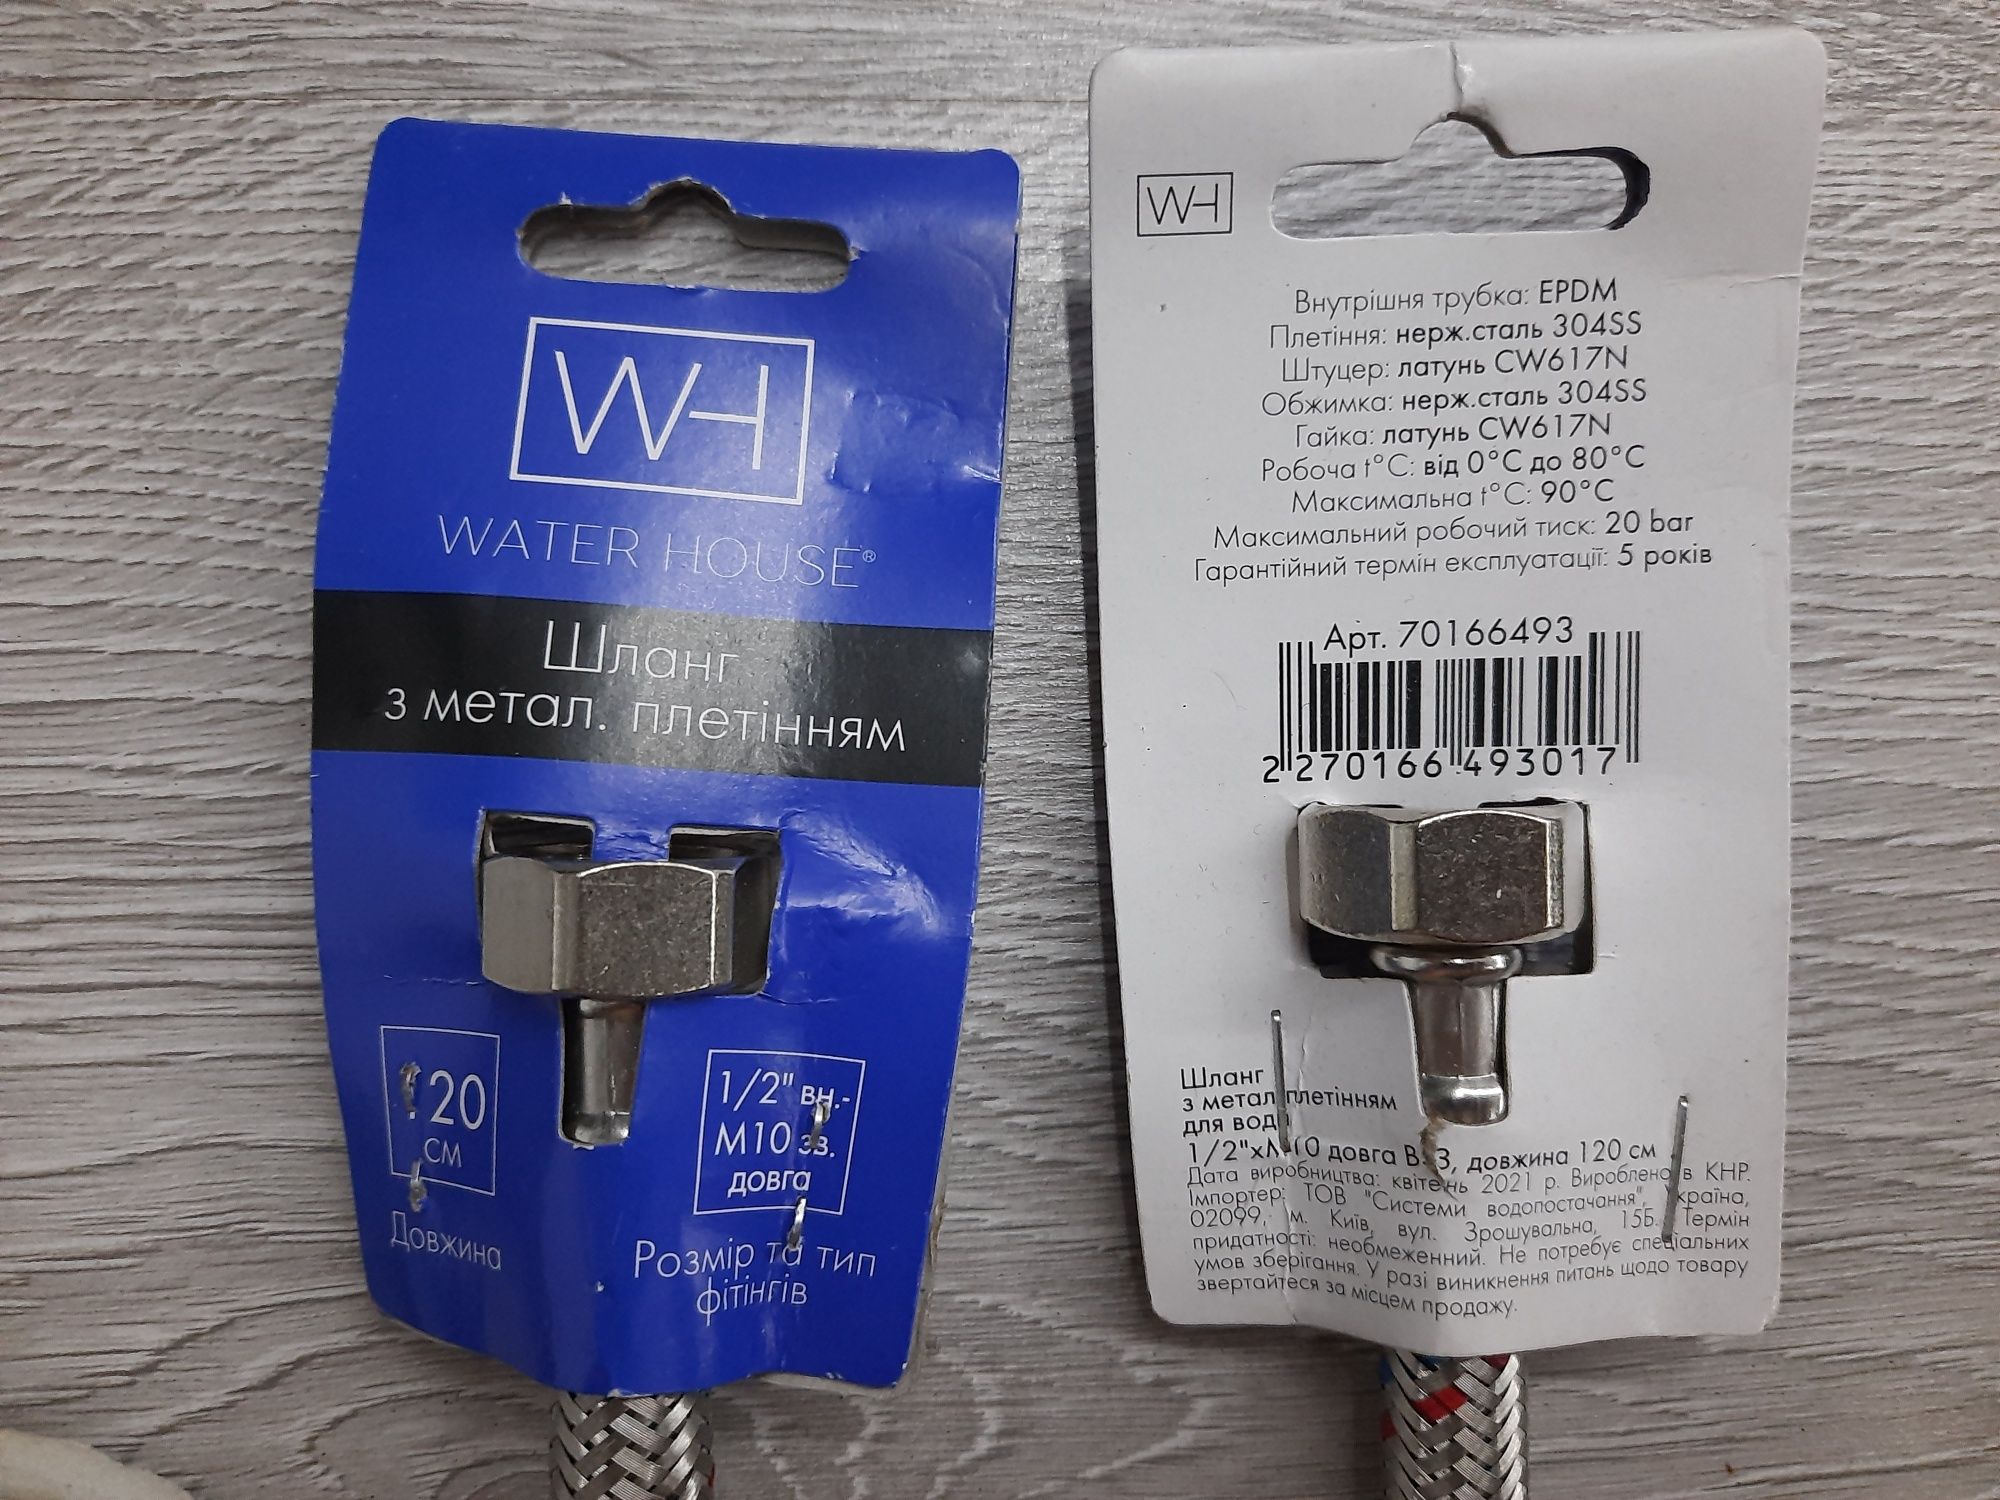 WH
WATER HOUSE®
Шланг
з метал. плетінням
120
см
Довжина
1/2" вн.-
М10 зв.
довга
Розмір та тип
фітінгів
WH
Внутрішня трубка: EPDM
Плетіння: нерж.сталь 304SS
Штуцер: латунь CW617N
Обжимка: нерж.сталь 304SS
Гайка: латунь CW617N
Робоча t°C: від 0°C до 80°C
Максимальна t°C: 90°C
Максимальний робочий тиск: 20 bar
Гарантійний термін експлуатації: 5 років
Арт. 70166493
2 270166 493017
Шланг
з метал плетінням
для води
1/2"xM10 довга В-З, довжина 120 см
Дата виробництва: квітень 2021 р. Вироблено в КНР.
Імпортер: ТОВ "Системи водопостачання", Україна,
02099, м. Київ, вул. Зрошувальна, 15Б. Термін
придатності: необмежений. Не потребує спеціальних
умов зберігання. У разі виникнення питань щодо товару
звертайтеся за місцем продажу.